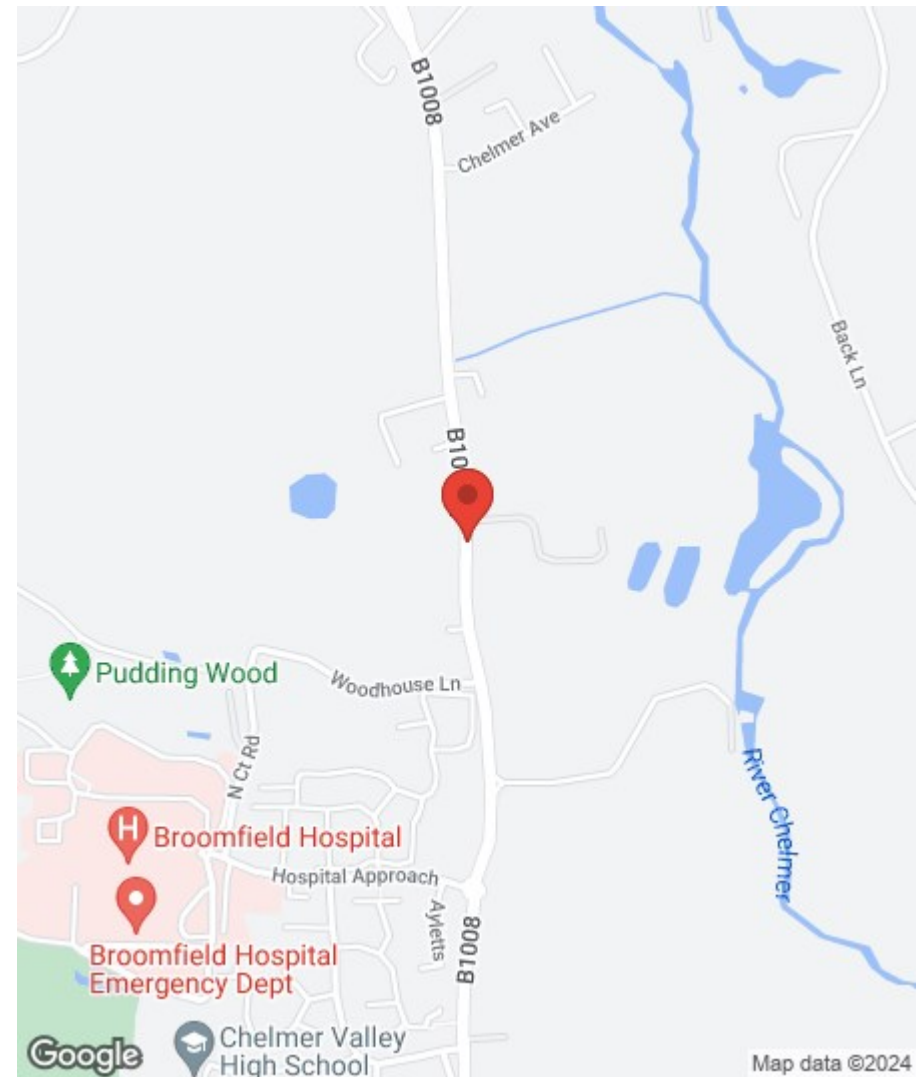 B1008
Chelmer Ave
Back Ln
B10
Pudding Wood
Woodhouse Ln
N Ct Rd
River Chelmer
H
Broomfield Hospital
Hospital Approach
Ayletts
B1008
Broomfield Hospital
Emergency Dept
Chelmer Valley
High School
Google
Map data ©2024